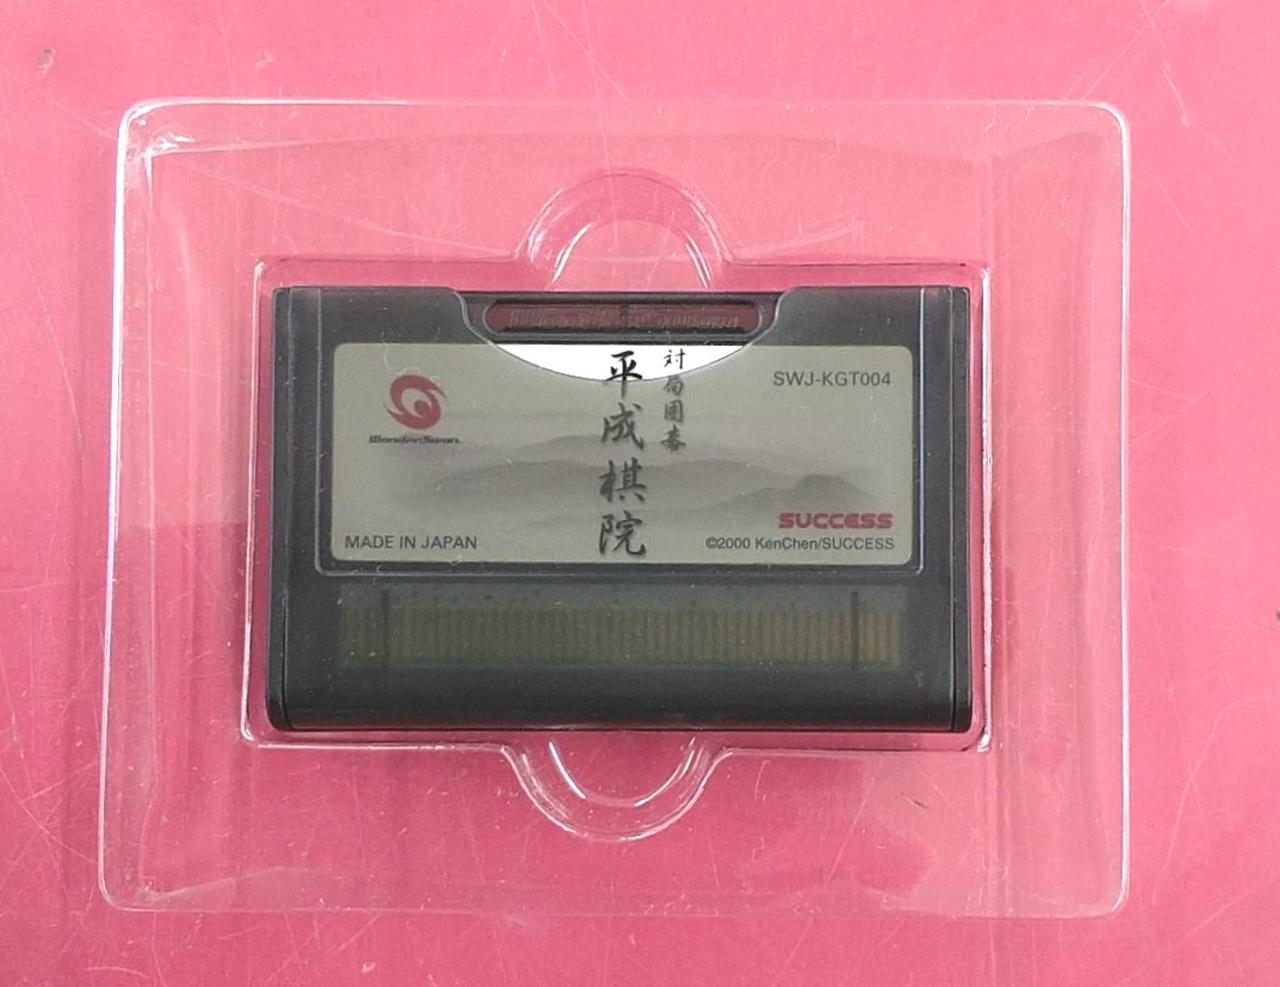 対局囲碁
平成棋院
SWJ-KGT004
WonderSwan
SUCCESS
MADE IN JAPAN
©2000 KenChen/SUCCESS